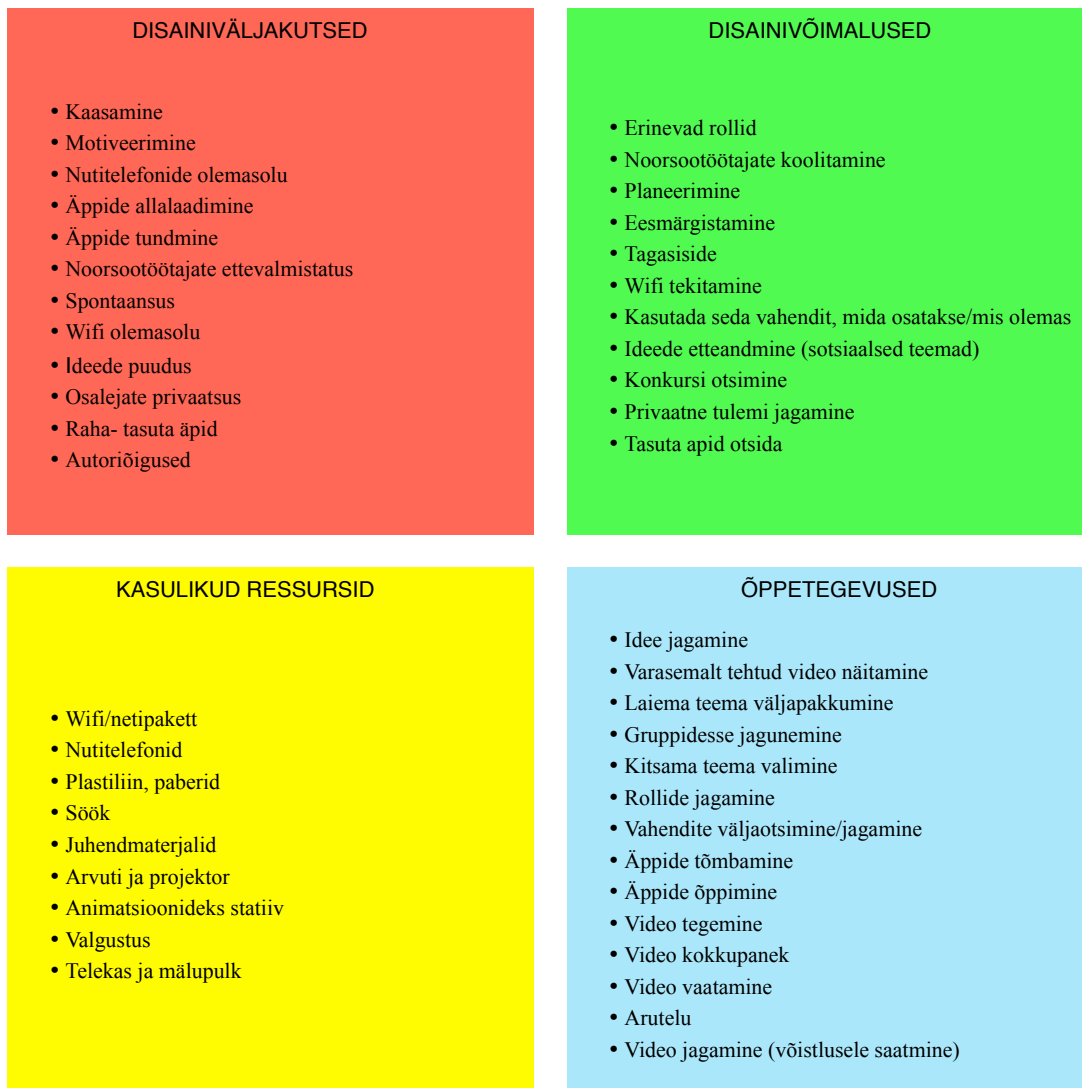 DISAINIVÄLJAKUTSED
• Kaasamine
• Motiveerimine
• Nutitelefonide olemasolu
• Äppide allalaadimine
• Äppide tundmine
• Noorsootöötajate ettevalmistatus
• Spontaansus
• Wifi olemasolu
• Ideede puudus
• Osalejate privaatsus
• Raha- tasuta äpid
• Autoriõigused
DISAINIVÕIMALUSED
• Erinevad rollid
• Noorsootöötajate koolitamine
• Planeerimine
• Eesmärgistamine
• Tagasiside
• Wifi tekitamine
• Kasutada seda vahendit, mida osatakse/mis olemas
• Ideede etteandmine (sotsiaalsed teemad)
• Konkursi otsimine
• Privaatne tulemi jagamine
• Tasuta apid otsida
KASULIKUD RESSURSID
• Wifi/netipakett
• Nutitelefonid
• Plastiliin, paberid
• Söök
• Juhendmaterjalid
• Arvuti ja projektor
• Animatsioonideks statiiv
• Valgustus
• Telekas ja mälupulk
ÕPPETEGEVUSED
• Idee jagamine
• Varasemalt tehtud video näitamine
• Laiema teema väljapakkumine
• Gruppidesse jagunemine
• Kitsama teema valimine
• Rollide jagamine
• Vahendite väljaotsimine/jagamine
• Äppide tõmbamine
• Äppide õppimine
• Video tegemine
• Video kokkupanek
• Video vaatamine
• Arutelu
• Video jagamine (võistlusele saatmine)